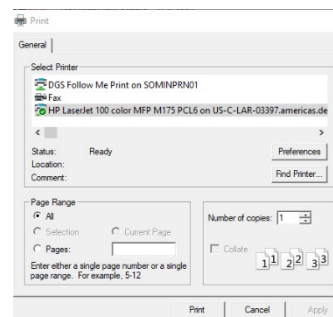 Print
General
Select Printer
DGS Follow Me Print on SOMINPRN01
Fax
HP LaserJet 100 color MFP M175 PCL6 on US-C-LAR-03397.americas.de
Status: Ready
Preferences
Location:
Comment:
Find Printer...
Page Range
All
Selection
Current Page
Pages:
Enter either a single page number or a single
page range. For example, 5-12
Number of copies: 1
Collate
1 1 2 2 3 3
Print
Cancel
Apply